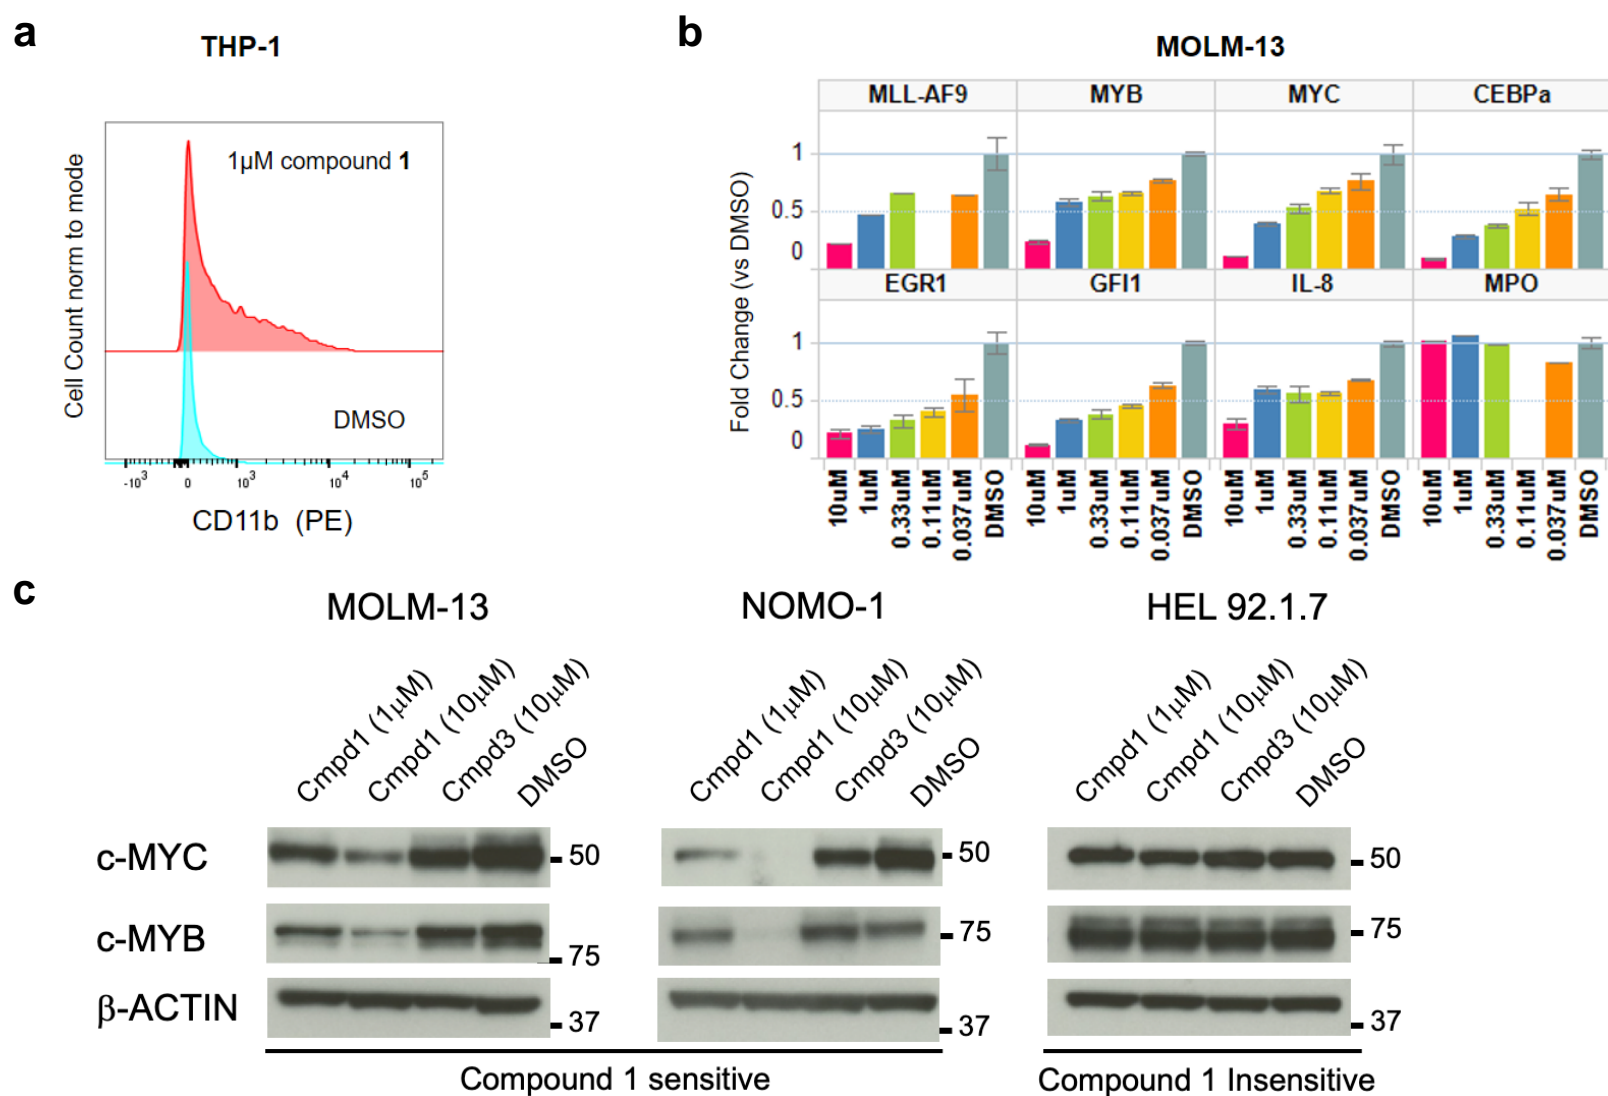 a
THP-1
Cell Count norm to mode
1µM compound 1
DMSO
-10³ 0 10³ 10⁴ 10⁵
CD11b (PE)
b
MOLM-13
Fold Change (vs DMSO)
MLL-AF9 MYB MYC CEBPa
1
0.5
0
EGR1 GFI1 IL-8 MPO
1
0.5
0
10uM 1uM 0.33uM 0.11uM 0.037uM DMSO 10uM 1uM 0.33uM 0.11uM 0.037uM DMSO 10uM 1uM 0.33uM 0.11uM 0.037uM DMSO 10uM 1uM 0.33uM 0.11uM 0.037uM DMSO
c
MOLM-13 NOMO-1 HEL 92.1.7
Cmpd1 (1µM) Cmpd1 (10µM) Cmpd3 (10µM) DMSO Cmpd1 (1µM) Cmpd1 (10µM) Cmpd3 (10µM) DMSO Cmpd1 (1µM) Cmpd1 (10µM) Cmpd3 (10µM) DMSO
c-MYC 50 50 50
c-MYB 75 75 75
β-ACTIN 37 37 37
Compound 1 sensitive Compound 1 Insensitive